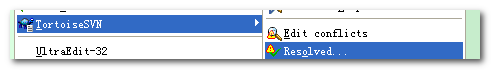 TortoiseSVN
UltraEdit-32
Edit conflicts
Resolved...